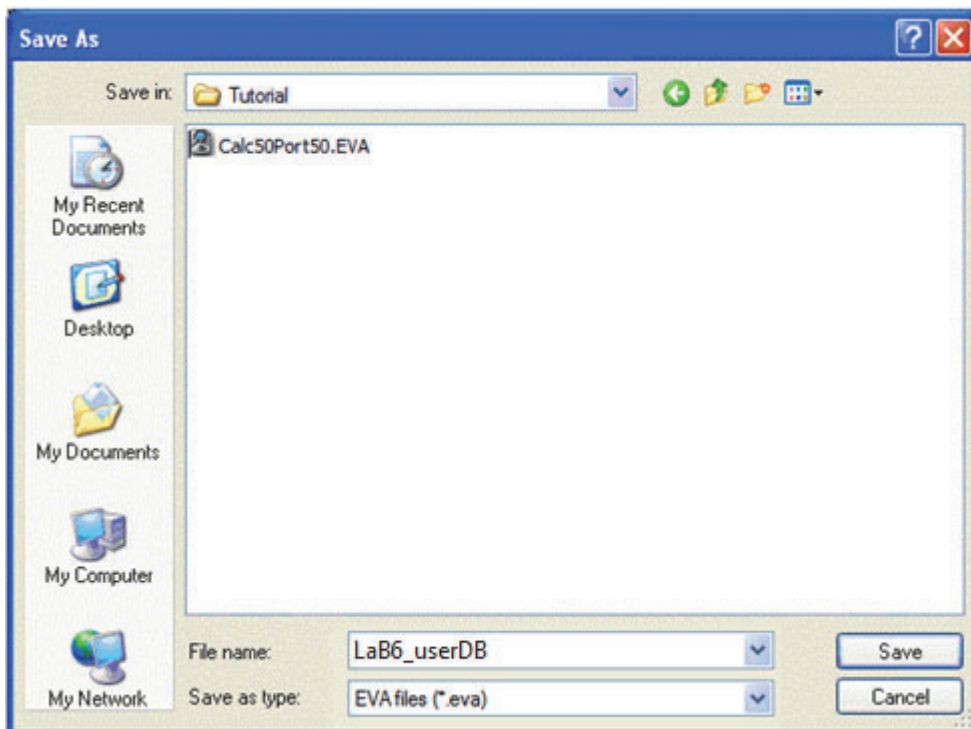 Save As
Save in:
Tutorial
Calc50Port50.EVA
My Recent
Documents
Desktop
My Documents
My Computer
My Network
File name:
LaB6_userDB
Save
Save as type:
EVA files (*.eva)
Cancel